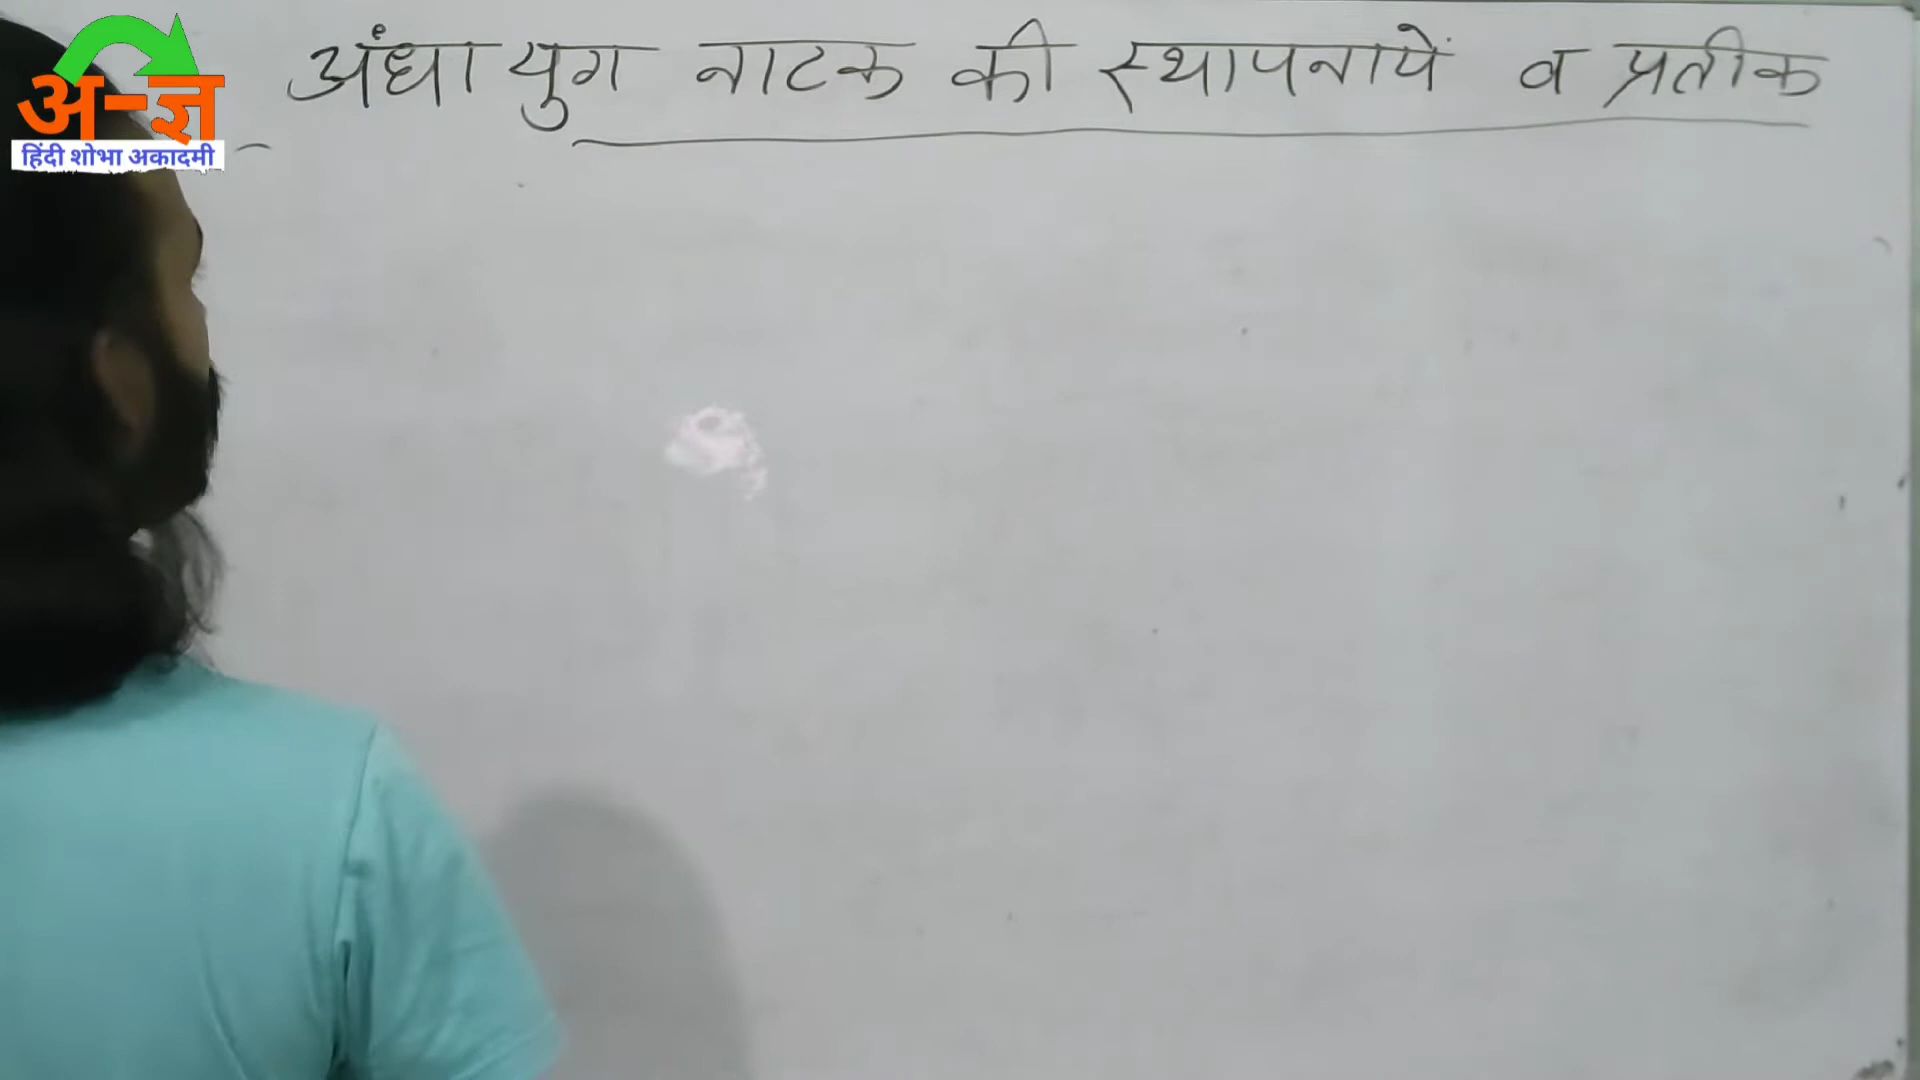 अंधा युग नाटक की स्थापनायें व प्रतीक
अ-ज्ञ
हिंदी शोभा अकादमी